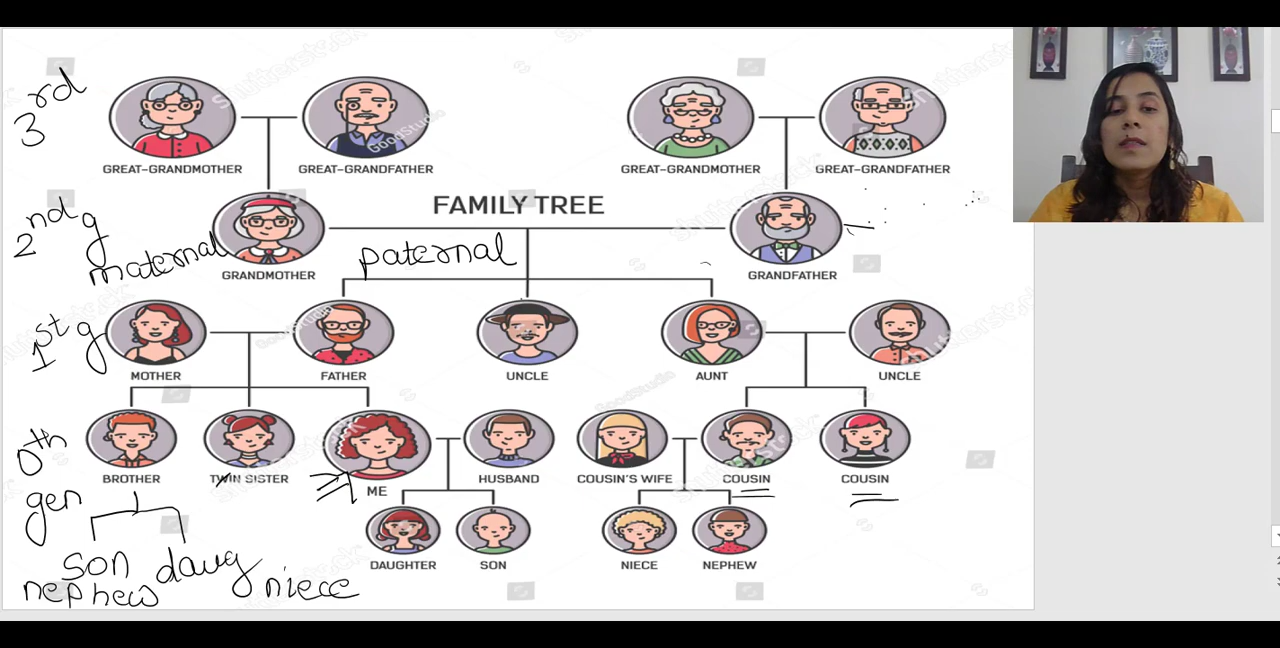 3rd
GREAT-GRANDMOTHER GREAT-GRANDFATHER GREAT-GRANDMOTHER GREAT-GRANDFATHER
FAMILY TREE
2nd g
maternal paternal
GRANDMOTHER GRANDFATHER
1st g
MOTHER FATHER UNCLE AUNT UNCLE
0th
gen
BROTHER TWIN SISTER ME HUSBAND COUSIN'S WIFE COUSIN COUSIN
son daug
nephew niece
DAUGHTER SON NIECE NEPHEW
shutterstock
GoodStudio